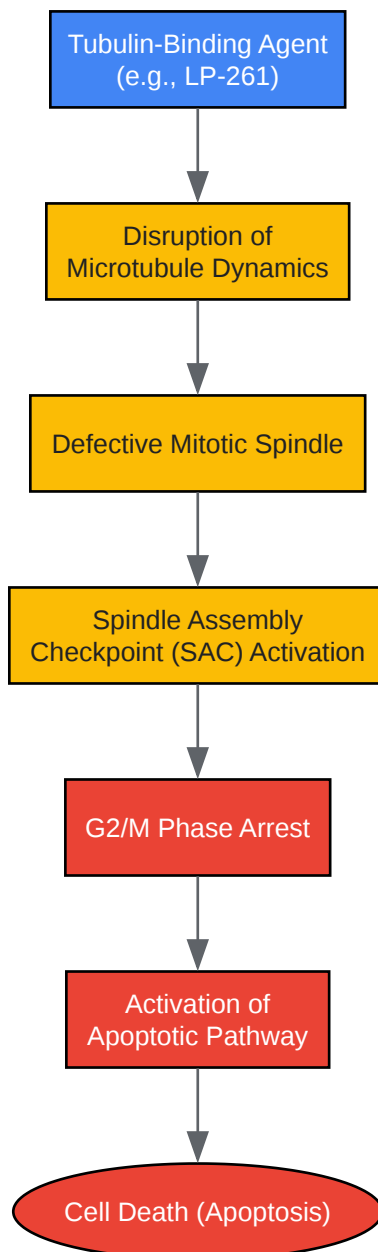 Tubulin-Binding Agent
(e.g., LP-261)
Disruption of
Microtubule Dynamics
Defective Mitotic Spindle
Spindle Assembly
Checkpoint (SAC) Activation
G2/M Phase Arrest
Activation of
Apoptotic Pathway
Cell Death (Apoptosis)